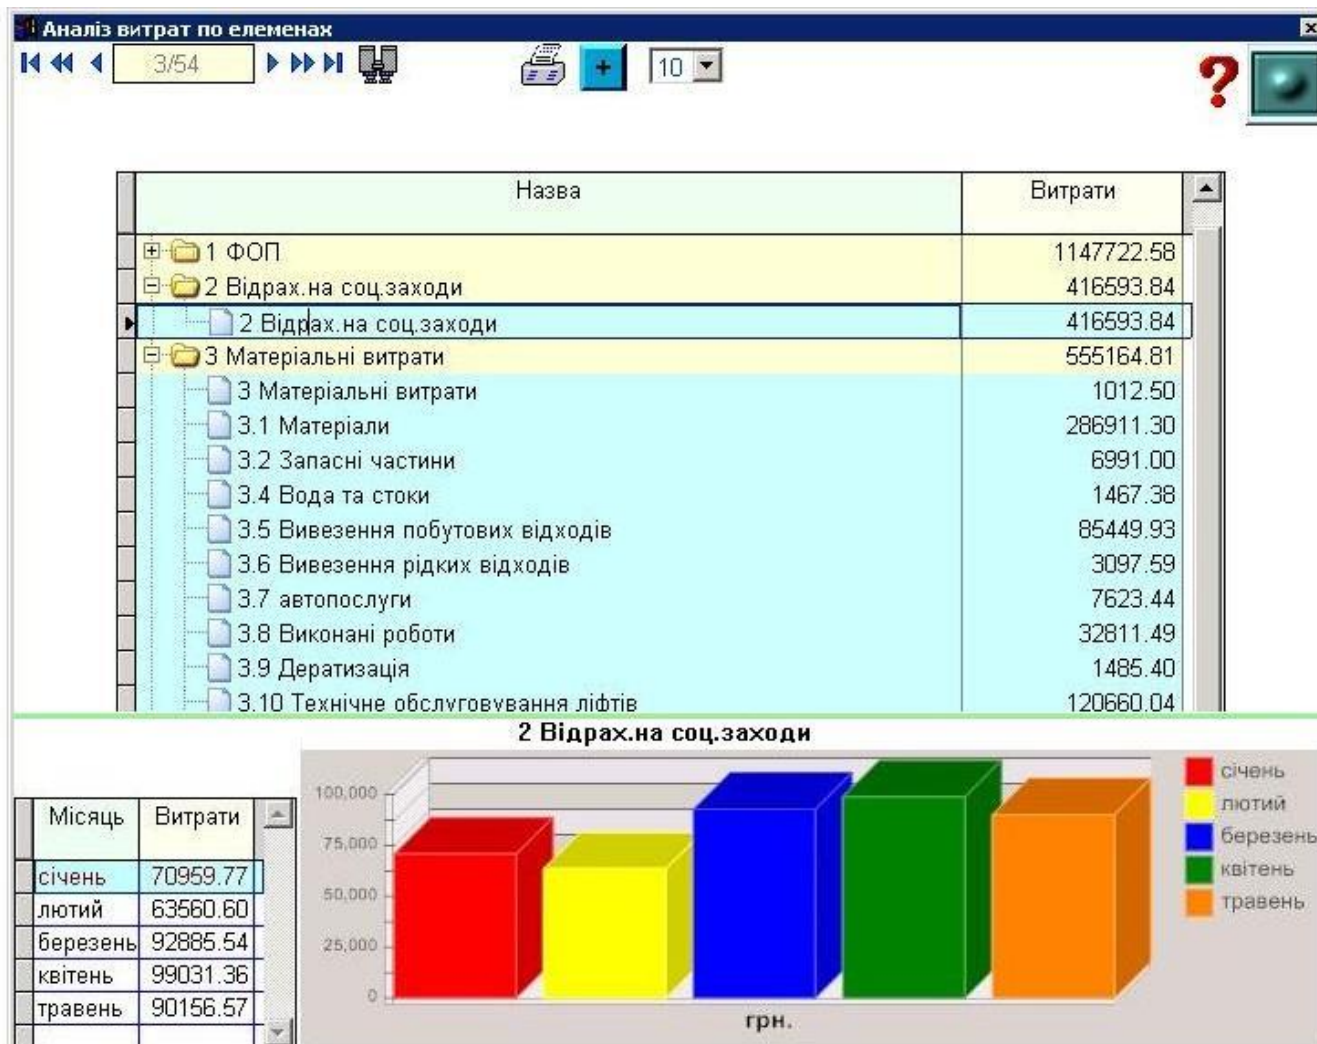 Аналіз витрат по елеменах
3/54
+
10
?
Назва Витрати
1 ФОП 1147722.58
2 Відрах.на соц.заходи 416593.84
2 Відрах.на соц.заходи 416593.84
3 Матеріальні витрати 555164.81
3 Матеріальні витрати 1012.50
3.1 Матеріали 286911.30
3.2 Запасні частини 6991.00
3.4 Вода та стоки 1467.38
3.5 Вивезення побутових відходів 85449.93
3.6 Вивезення рідких відходів 3097.59
3.7 автопослуги 7623.44
3.8 Виконані роботи 32811.49
3.9 Дератизація 1485.40
3.10 Технічне обслуговування ліфтів 120660.04
2 Відрах.на соц.заходи
Місяць Витрати
січень 70959.77
лютий 63560.60
березень 92885.54
квітень 99031.36
травень 90156.57
100,000
75,000
50,000
25,000
0
грн.
січень
лютий
березень
квітень
травень